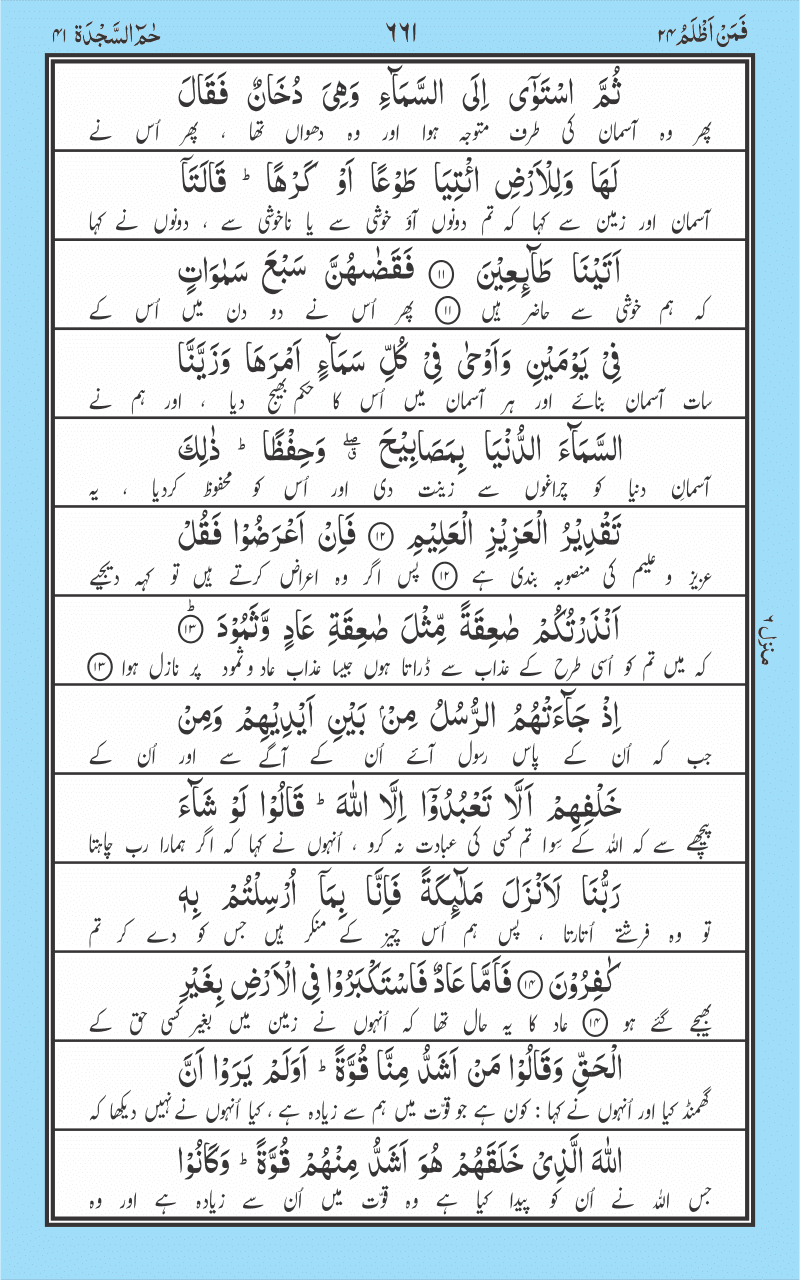 فَمَنْ اَظْلَمُ ۲۴
۶۶۱
حٰمٓ السَّجْدَة ۴۱
ثُمَّ اسْتَوٰۤى اِلَى السَّمَآءِ وَهِىَ دُخَانٌ فَقَالَ
پھر وہ آسمان کی طرف متوجہ ہوا اور وہ دھواں تھا ، پھر اُس نے
لَهَا وَلِلْاَرْضِ ائْتِيَا طَوْعًا اَوْ كَرْهًا ؕ قَالَتَاۤ
آسمان اور زمین سے کہا کہ تم دونوں آؤ خوشی سے یا ناخوشی سے ، دونوں نے کہا
اَتَيْنَا طَآٮِٕعِيْنَ ﴿۱۱﴾ فَقَضٰٮهُنَّ سَبْعَ سَمٰوَاتٍ
کہ ہم خوشی سے حاضر ہیں ﴿۱۱﴾ پھر اُس نے دو دن میں اُس کے
فِىْ يَوْمَيْنِ وَاَوْحٰى فِىْ كُلِّ سَمَآءٍ اَمْرَهَا وَزَيَّنَّا
سات آسمان بنائے اور ہر آسمان میں اُس کا حکم بھیج دیا ، اور ہم نے
السَّمَآءَ الدُّنْيَا بِمَصَابِيْحَ ۖۗ وَحِفْظًا ؕ ذٰلِكَ
آسمانِ دنیا کو چراغوں سے زینت دی اور اُس کو محفوظ کردیا ، یہ
تَقْدِيْرُ الْعَزِيْزِ الْعَلِيْمِ ﴿۱۲﴾ فَاِنْ اَعْرَضُوْا فَقُلْ
عزیز و علیم کی منصوبہ بندی ہے ﴿۱۲﴾ پس اگر وہ اعراض کرتے ہیں تو کہہ دیجیے
اَنْذَرْتُكُمْ صٰعِقَةً مِّثْلَ صٰعِقَةِ عَادٍ وَّثَمُوْدَ ؕ﴿۱۳﴾
کہ میں تم کو اُسی طرح کے عذاب سے ڈراتا ہوں جیسا عذاب عاد و ثمود پر نازل ہوا ﴿۱۳﴾
منزل ۶
اِذْ جَآءَتْهُمُ الرُّسُلُ مِنْۢ بَيْنِ اَيْدِيْهِمْ وَمِنْ
جب کہ اُن کے پاس رسول آئے اُن کے آگے سے اور اُن کے
خَلْفِهِمْ اَلَّا تَعْبُدُوْۤا اِلَّا اللّٰهَ ؕ قَالُوْا لَوْ شَآءَ
پیچھے سے کہ اللہ کے سِوا تم کسی کی عبادت نہ کرو ، اُنہوں نے کہا کہ اگر ہمارا رب چاہتا
رَبُّنَا لَاَنْزَلَ مَلٰٓٮِٕكَةً فَاِنَّا بِمَاۤ اُرْسِلْتُمْ بِهٖ
تو وہ فرشتے اُتارتا ، پس ہم اُس چیز کے منکر ہیں جس کو دے کر تم
كٰفِرُوْنَ ﴿۱۴﴾ فَاَمَّا عَادٌ فَاسْتَكْبَرُوْا فِى الْاَرْضِ بِغَيْرِ
بھیجے گئے ہو ﴿۱۴﴾ عاد کا یہ حال تھا کہ اُنہوں نے زمین میں بغیر کسی حق کے
الْحَقِّ وَقَالُوْا مَنْ اَشَدُّ مِنَّا قُوَّةً ؕ اَوَلَمْ يَرَوْا اَنَّ
گھمنڈ کیا اور اُنہوں نے کہا : کون ہے جو قوّت میں ہم سے زیادہ ہے ، کیا اُنہوں نے نہیں دیکھا کہ
اللّٰهَ الَّذِىْ خَلَقَهُمْ هُوَ اَشَدُّ مِنْهُمْ قُوَّةً ؕ وَكَانُوْا
جس اللہ نے اُن کو پیدا کیا ہے وہ قوّت میں اُن سے زیادہ ہے اور وہ